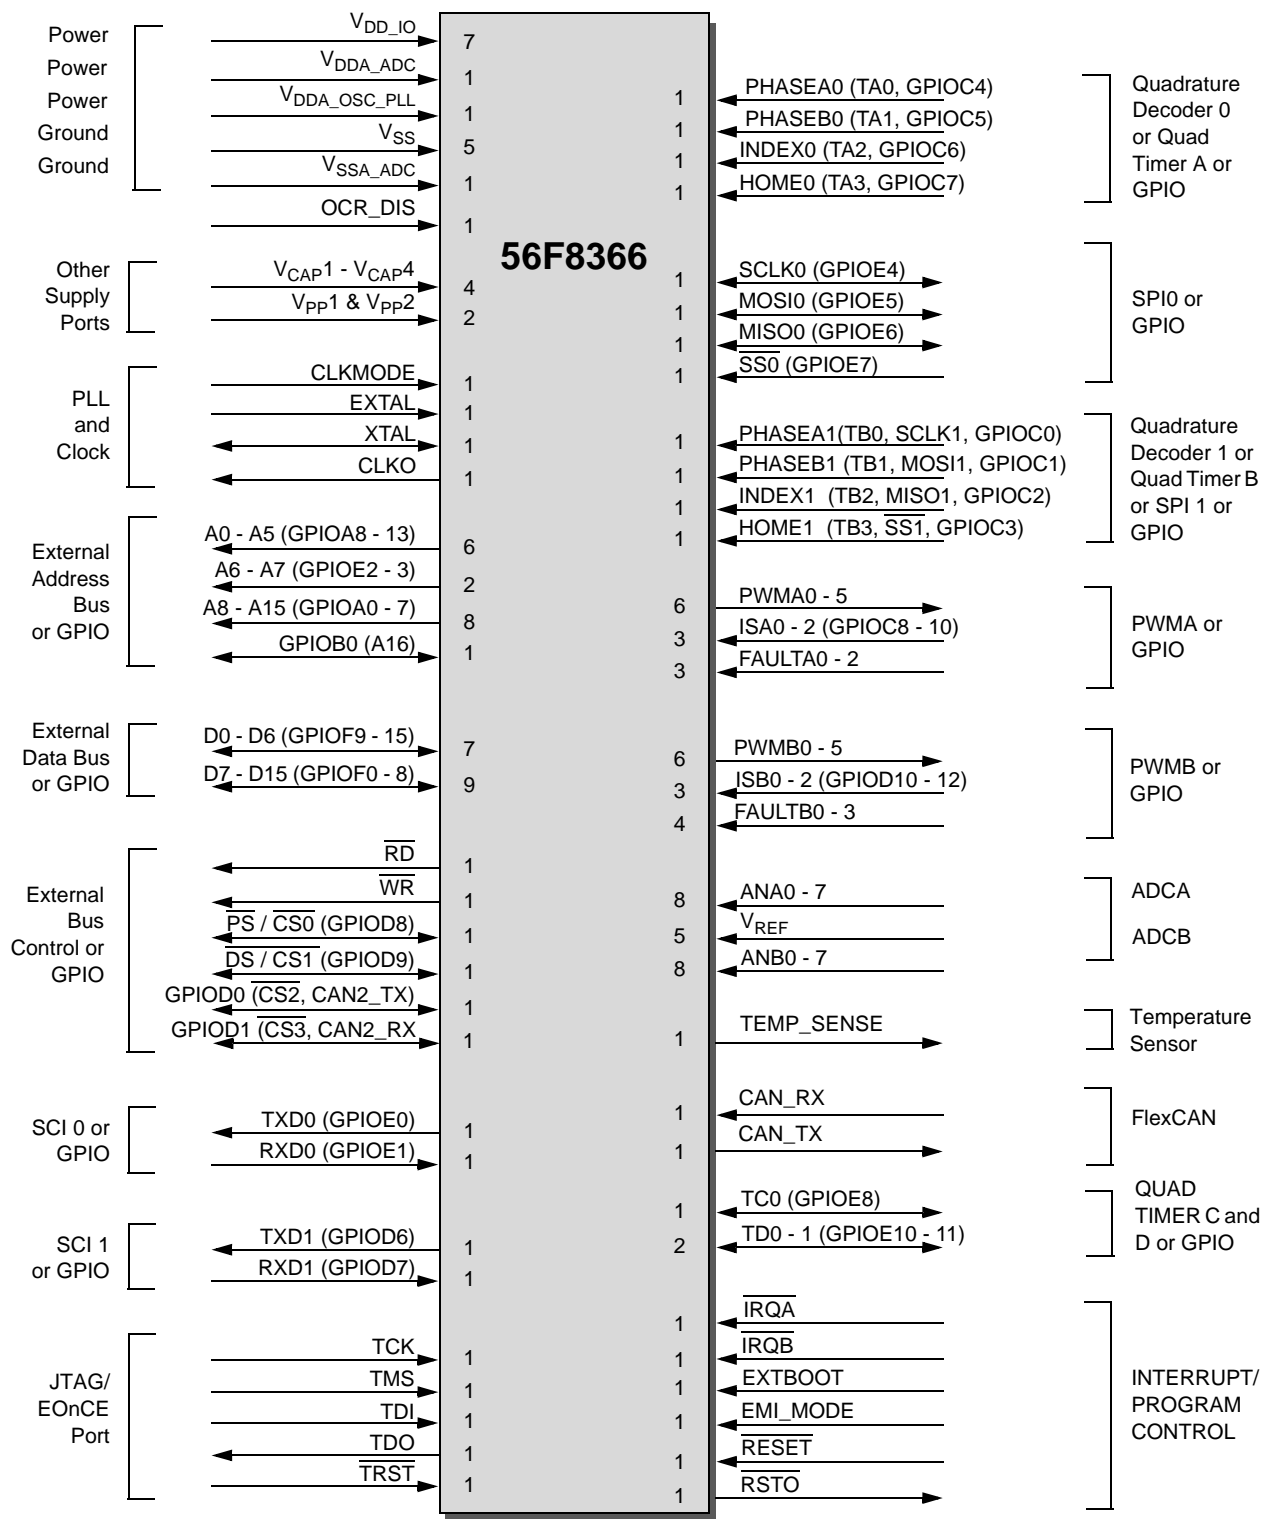 Power
Power
Power
Ground
Ground
V_DD_IO
7
V_DDA_ADC
1
V_DDA_OSC_PLL
1
V_SS
5
V_SSA_ADC
1
OCR_DIS
1
Other
Supply
Ports
V_CAP1 - V_CAP4
4
V_PP1 & V_PP2
2
PLL
and
Clock
CLKMODE
1
EXTAL
1
XTAL
1
CLKO
1
External
Address
Bus
or GPIO
A0 - A5 (GPIOA8 - 13)
6
A6 - A7 (GPIOE2 - 3)
2
A8 - A15 (GPIOA0 - 7)
8
GPIOB0 (A16)
1
External
Data Bus
or GPIO
D0 - D6 (GPIOF9 - 15)
7
D7 - D15 (GPIOF0 - 8)
9
External
Bus
Control or
GPIO
RD
1
WR
1
PS / CS0 (GPIOD8)
1
DS / CS1 (GPIOD9)
1
GPIOD0 (CS2, CAN2_TX)
1
GPIOD1 (CS3, CAN2_RX
1
SCI 0 or
GPIO
TXD0 (GPIOE0)
1
RXD0 (GPIOE1)
1
SCI 1
or GPIO
TXD1 (GPIOD6)
1
RXD1 (GPIOD7)
1
JTAG/
EOnCE
Port
TCK
1
TMS
1
TDI
1
TDO
1
TRST
1
56F8366
1
PHASEA0 (TA0, GPIOC4)
1
PHASEB0 (TA1, GPIOC5)
1
INDEX0 (TA2, GPIOC6)
1
HOME0 (TA3, GPIOC7)
Quadrature
Decoder 0
or Quad
Timer A or
GPIO
1
SCLK0 (GPIOE4)
1
MOSI0 (GPIOE5)
1
MISO0 (GPIOE6)
1
SS0 (GPIOE7)
SPI0 or
GPIO
1
PHASEA1(TB0, SCLK1, GPIOC0)
1
PHASEB1 (TB1, MOSI1, GPIOC1)
1
INDEX1 (TB2, MISO1, GPIOC2)
1
HOME1 (TB3, SS1, GPIOC3)
Quadrature
Decoder 1 or
Quad Timer B
or SPI 1 or
GPIO
6
PWMA0 - 5
3
ISA0 - 2 (GPIOC8 - 10)
3
FAULTA0 - 2
PWMA or
GPIO
6
PWMB0 - 5
3
ISB0 - 2 (GPIOD10 - 12)
4
FAULTB0 - 3
PWMB or
GPIO
8
ANA0 - 7
5
V_REF
8
ANB0 - 7
ADCA
ADCB
1
TEMP_SENSE
Temperature
Sensor
1
CAN_RX
1
CAN_TX
FlexCAN
1
TC0 (GPIOE8)
2
TD0 - 1 (GPIOE10 - 11)
QUAD
TIMER C and
D or GPIO
1
IRQA
1
IRQB
1
EXTBOOT
1
EMI_MODE
1
RESET
1
RSTO
INTERRUPT/
PROGRAM
CONTROL